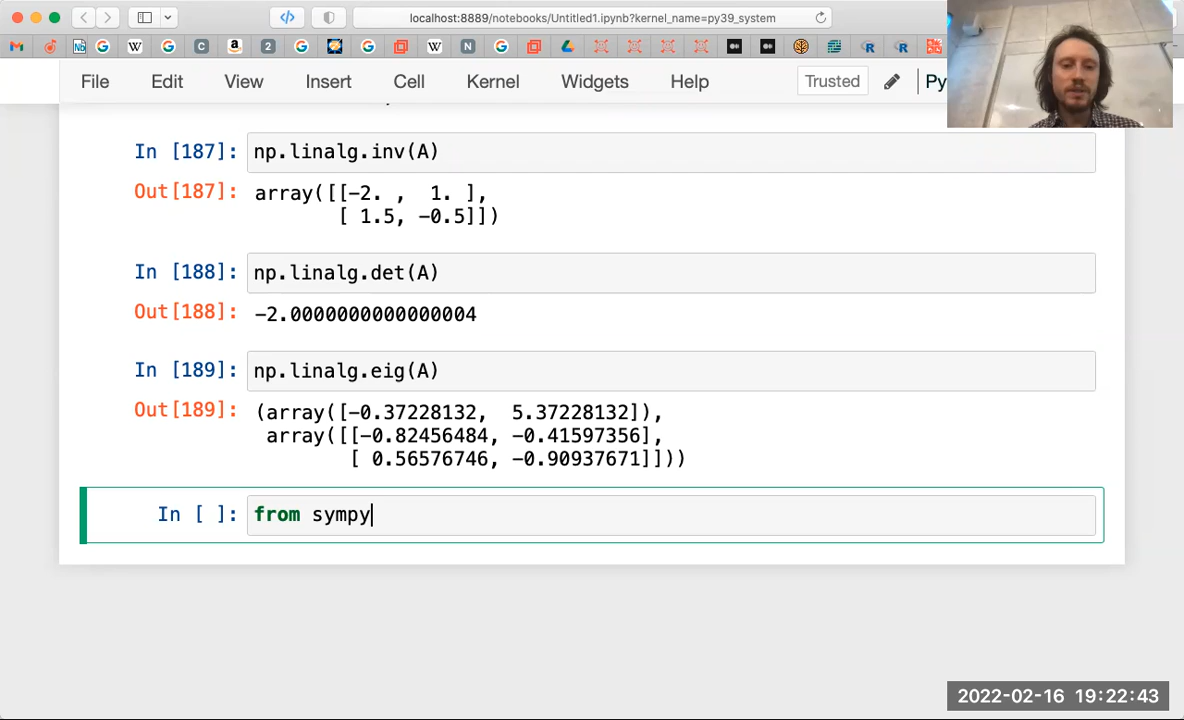 localhost:8889/notebooks/Untitled1.ipynb?kernel_name=py39_system
File Edit View Insert Cell Kernel Widgets Help Trusted Py
In [187]: np.linalg.inv(A)
Out[187]: array([[-2. ,  1. ],
[ 1.5, -0.5]])
In [188]: np.linalg.det(A)
Out[188]: -2.0000000000000004
In [189]: np.linalg.eig(A)
Out[189]: (array([-0.37228132,  5.37228132]),
array([[-0.82456484, -0.41597356],
[ 0.56576746, -0.90937671]]))
In [ ]: from sympy
2022-02-16 19:22:43